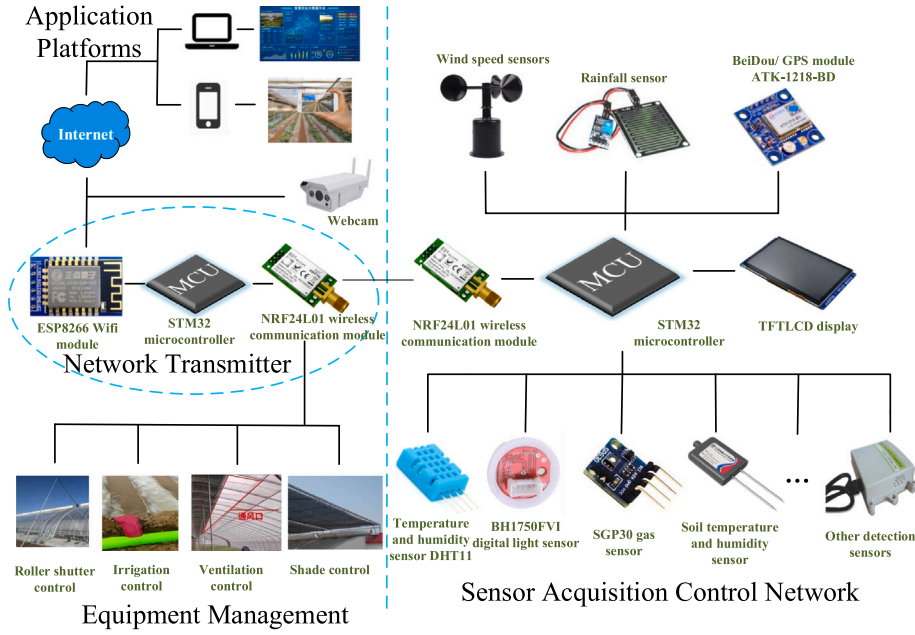 Application
Platforms
Internet
Webcam
ESP8266 Wifi
module
MCU
STM32
microcontroller
NRF24L01 wireless
communication module
Network Transmitter
通风口
Roller shutter
control
Irrigation
control
Ventilation
control
Shade control
Equipment Management
Wind speed sensors
Rainfall sensor
BeiDou/ GPS module
ATK-1218-BD
NRF24L01 wireless
communication module
MCU
STM32
microcontroller
TFTLCD display
Temperature
and humidity
sensor DHT11
BH1750FVI
digital light sensor
SGP30 gas
sensor
Soil temperature
and humidity
sensor
...
Other detection
sensors
Sensor Acquisition Control Network